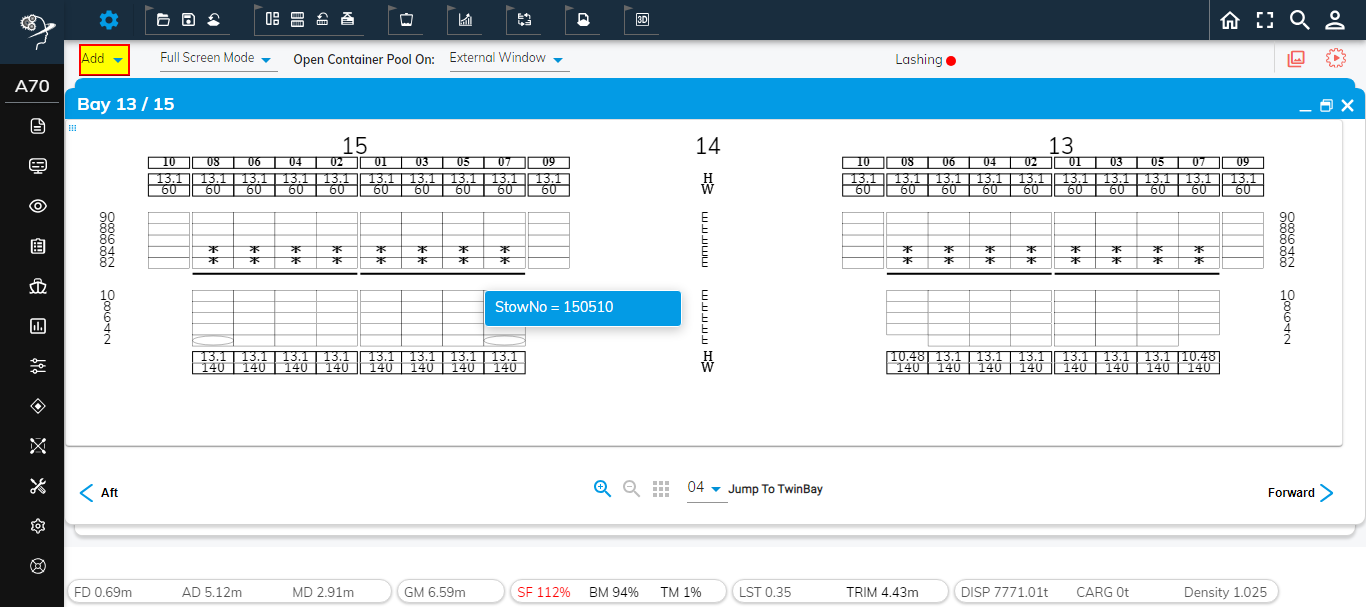 3D
Add
Full Screen Mode
Open Container Pool On:
External Window
Lashing
A70
Bay 13 / 15
15 14 13
10 08 06 04 02 01 03 05 07 09 10 08 06 04 02 01 03 05 07 09
13.1 13.1 13.1 13.1 13.1 13.1 13.1 13.1 13.1 13.1 H 13.1 13.1 13.1 13.1 13.1 13.1 13.1 13.1 13.1 13.1
60 60 60 60 60 60 60 60 60 60 W 60 60 60 60 60 60 60 60 60 60
90 E 90
88 E 88
86 E 86
84 * * * * * * * * E * * * * * * * * 84
82 * * * * * * * * E * * * * * * * * 82
10 E 10
8 E 8
6 E 6
4 E 4
2 E 2
StowNo = 150510
13.1 13.1 13.1 13.1 13.1 13.1 13.1 13.1 H 10.48 13.1 13.1 13.1 13.1 13.1 13.1 10.48
140 140 140 140 140 140 140 140 W 140 140 140 140 140 140 140 140
Aft
04 Jump To TwinBay
Forward
FD 0.69m AD 5.12m MD 2.91m GM 6.59m SF 112% BM 94% TM 1% LST 0.35 TRIM 4.43m DISP 7771.01t CARG 0t Density 1.025